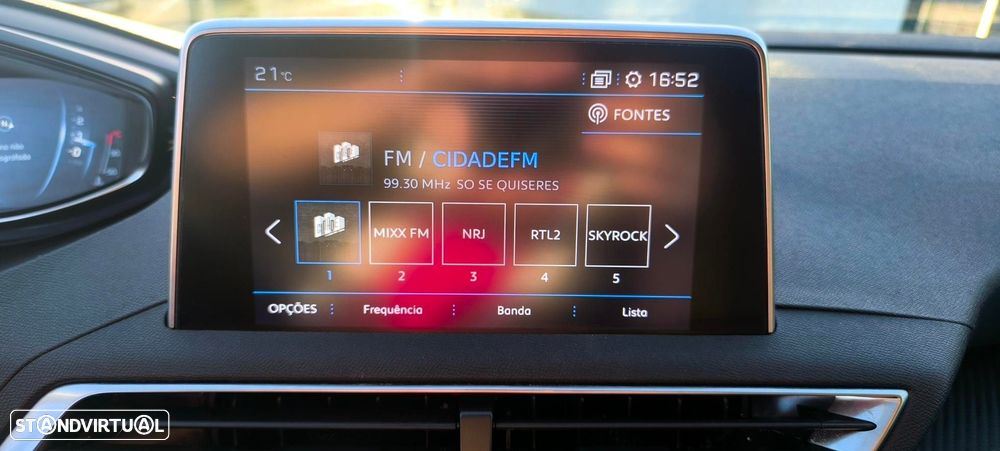 21°C
16:52
FONTES
FM / CIDADEFM
99.30 MHz SO SE QUISERES
MIXX FM
NRJ
RTL2
SKYROCK
1
2
3
4
5
OPÇÕES
Frequência
Banda
Lista
STANDVIRTUAL